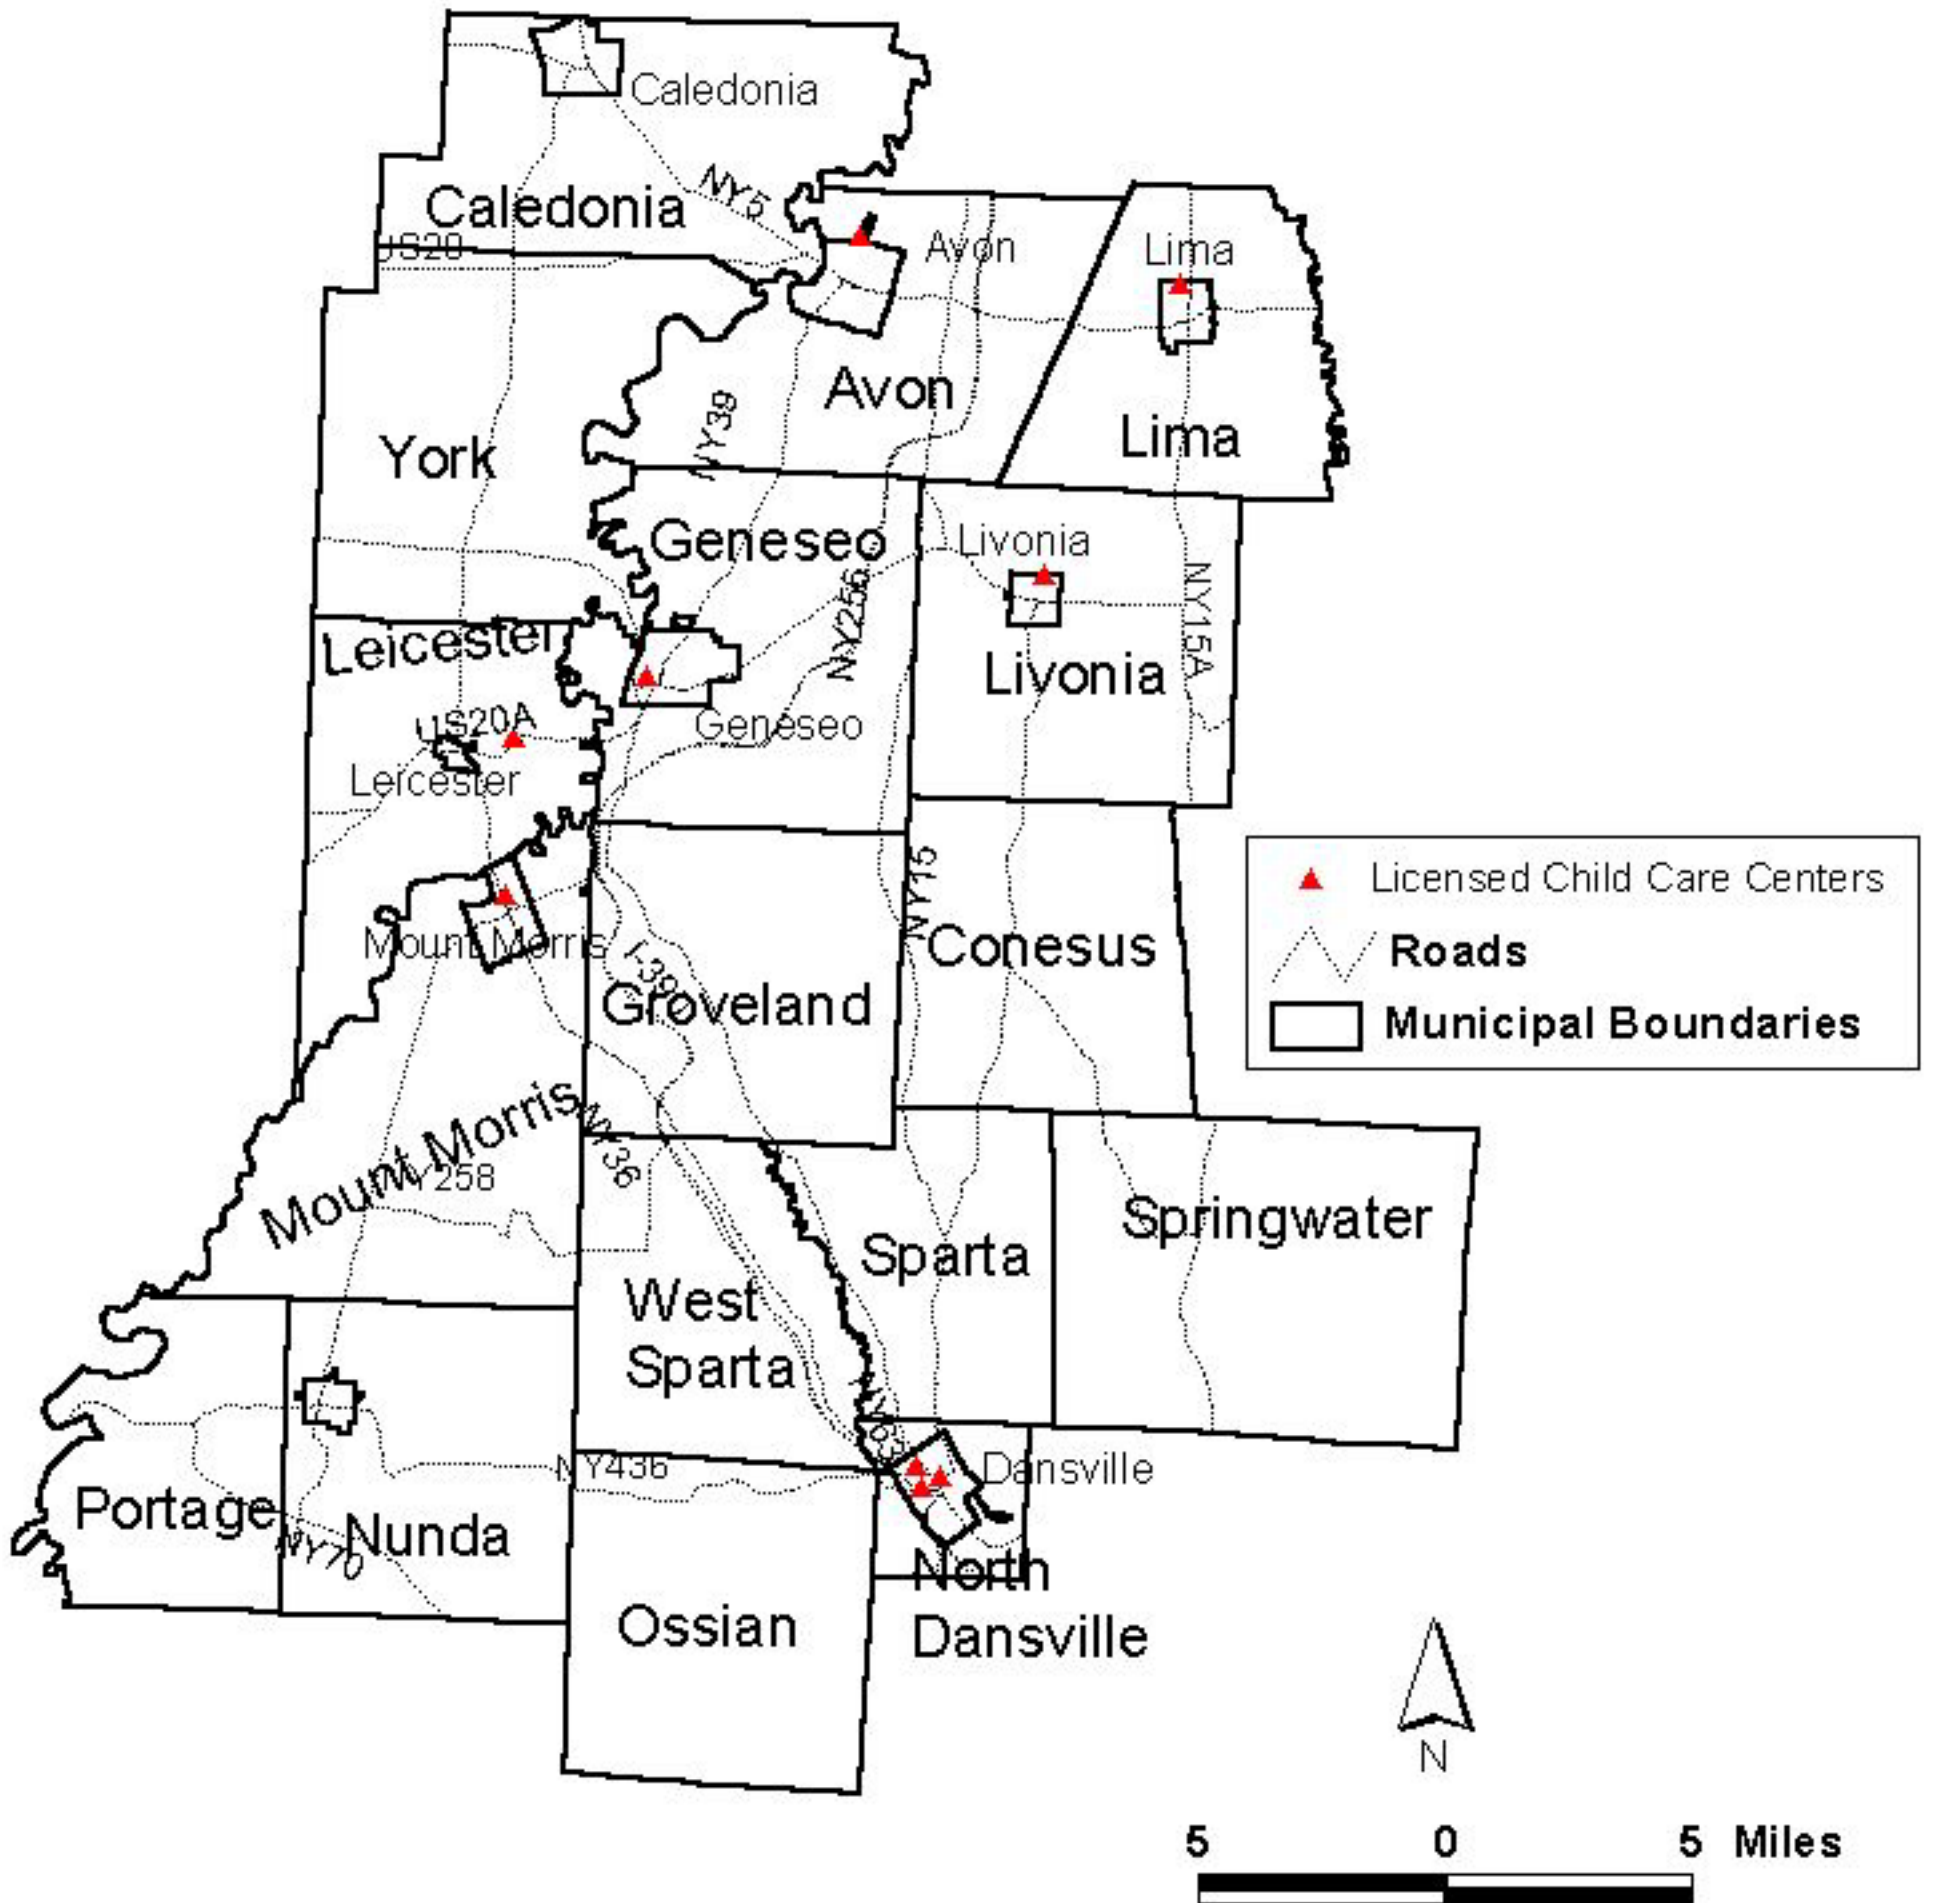 Caledonia
Caledonia
NY5
US20
Avon
Lima
Avon
NY39
Lima
York
Geneseo
Livonia
NY256
NY15A
Leicester
Livonia
US20A
Geneseo
Leicester
NY15
Licensed Child Care Centers
Mount Morris
Conesus
Roads
I-390
Groveland
Municipal Boundaries
Mount Morris
NY36
NY258
Springwater
Sparta
West
Sparta
NY63
NY436
Dansville
Portage
Nunda
NY70
North
Dansville
Ossian
N
5 0 5 Miles